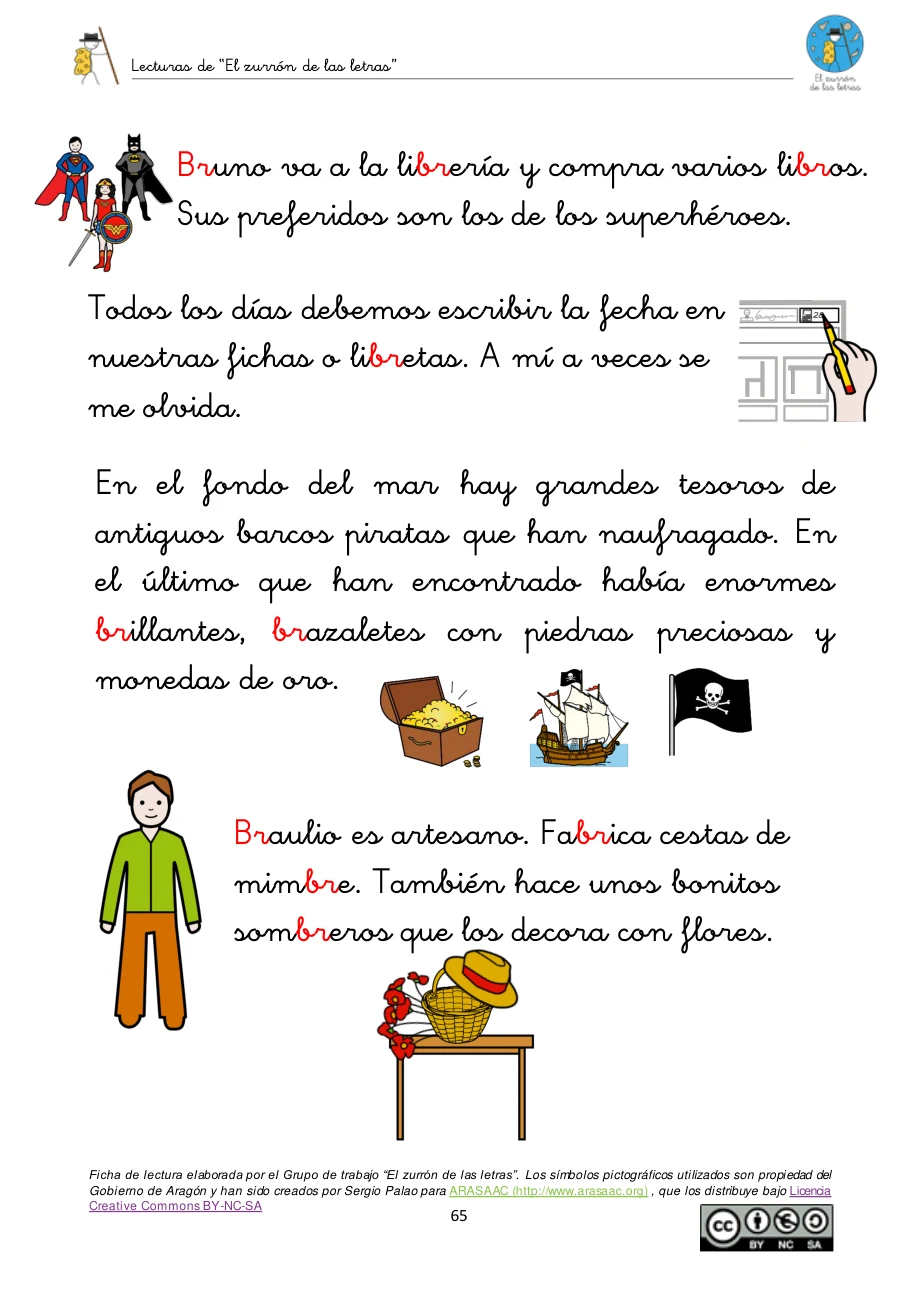 Lecturas de "El zurrón de las letras"
El zurrón
de las letras
Bruno va a la librería y compra varios libros.
Sus preferidos son los de los superhéroes.
Todos los días debemos escribir la fecha en
nuestras fichas o libretas. A mí a veces se
me olvida.
En el fondo del mar hay grandes tesoros de
antiguos barcos piratas que han naufragado. En
el último que han encontrado había enormes
brillantes, brazaletes con piedras preciosas y
monedas de oro.
Braulio es artesano. Fabrica cestas de
mimbre. También hace unos bonitos
sombreros que los decora con flores.
Ficha de lectura elaborada por el Grupo de trabajo “El zurrón de las letras”. Los símbolos pictográficos utilizados son propiedad del
Gobierno de Aragón y han sido creados por Sergio Palao para ARASAAC (http://www.arasaac.org) , que los distribuye bajo Licencia
Creative Commons BY-NC-SA
65
cc
BY NC SA